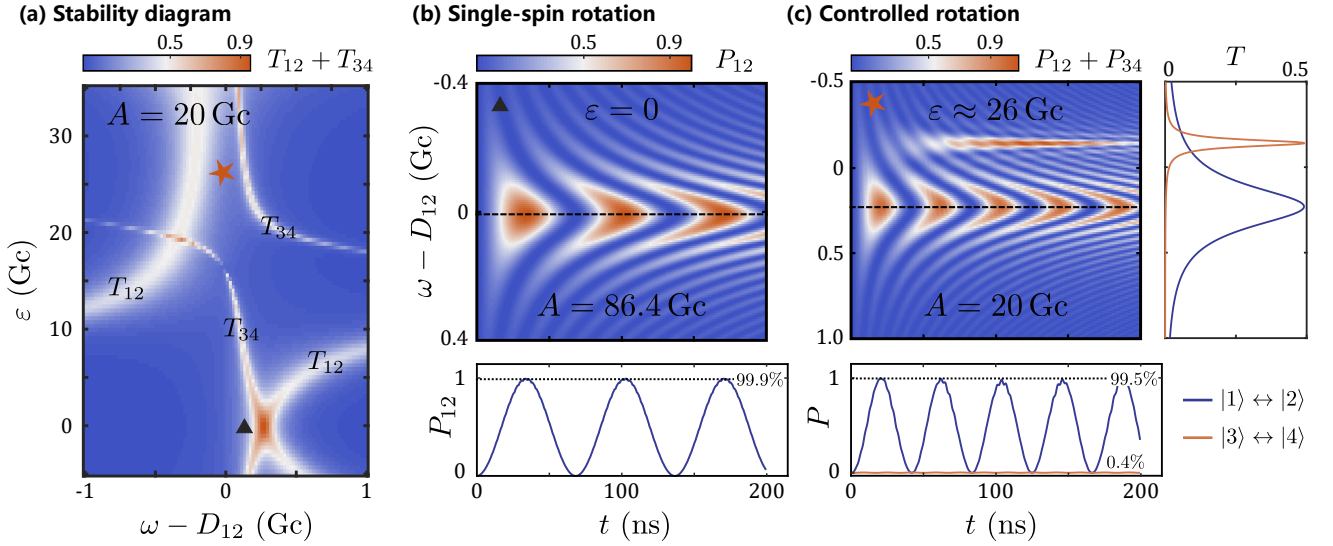 (a) Stability diagram
0.5 0.9 T₁₂ + T₃₄
A = 20 Gc
T₃₄
T₁₂
T₃₄
T₁₂
30
20
10
0
ε (Gc)
-1 0 1
ω − D₁₂ (Gc)
(b) Single-spin rotation
0.5 0.9 P₁₂
-0.4
0
0.4
ω − D₁₂ (Gc)
ε = 0
A = 86.4 Gc
1
0
P₁₂
99.9%
0 100 200
t (ns)
(c) Controlled rotation
0.5 0.9 P₁₂ + P₃₄
-0.5
0
0.5
1.0
ε ≈ 26 Gc
A = 20 Gc
0 T 0.5
1
0
P
99.5%
0.4%
0 100 200
t (ns)
|1⟩ ↔ |2⟩
|3⟩ ↔ |4⟩